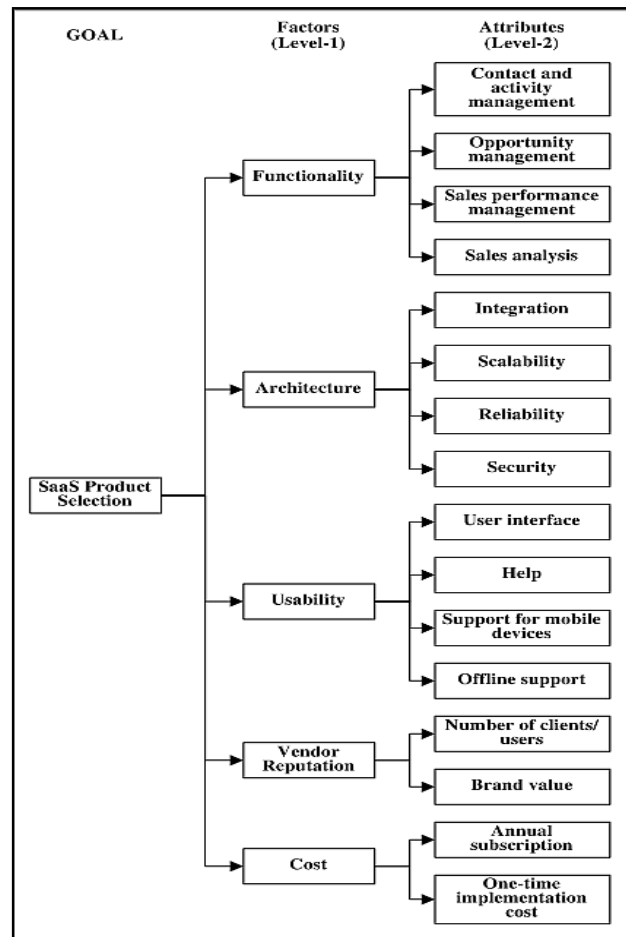 GOAL
Factors
(Level-1)
Attributes
(Level-2)
Contact and
activity
management
Opportunity
management
Functionality
Sales performance
management
Sales analysis
Integration
Scalability
Architecture
Reliability
Security
SaaS Product
Selection
User interface
Help
Usability
Support for mobile
devices
Offline support
Number of clients/
users
Vendor
Reputation
Brand value
Annual
subscription
Cost
One-time
implementation
cost